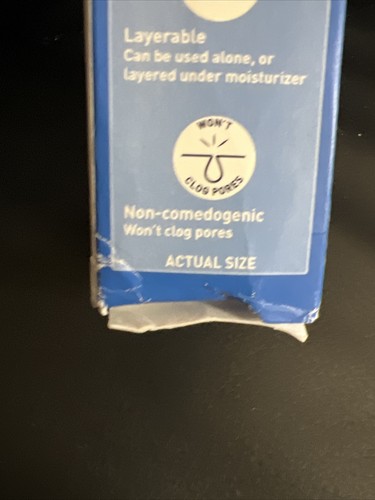 Layerable
Can be used alone, or
layered under moisturizer
WON'T
CLOG PORES
Non-comedogenic
Won't clog pores
ACTUAL SIZE